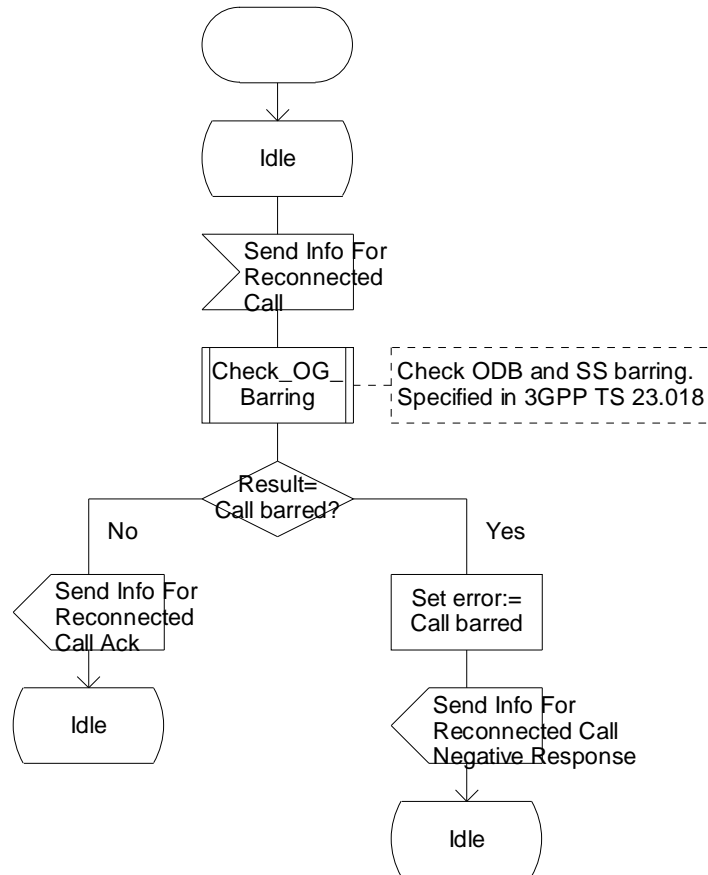 Idle
Send Info For
Reconnected
Call
Check_OG_
Barring
Check ODB and SS barring.
Specified in 3GPP TS 23.018
Result=
Call barred?
No
Yes
Send Info For
Reconnected
Call Ack
Set error:=
Call barred
Idle
Send Info For
Reconnected Call
Negative Response
Idle